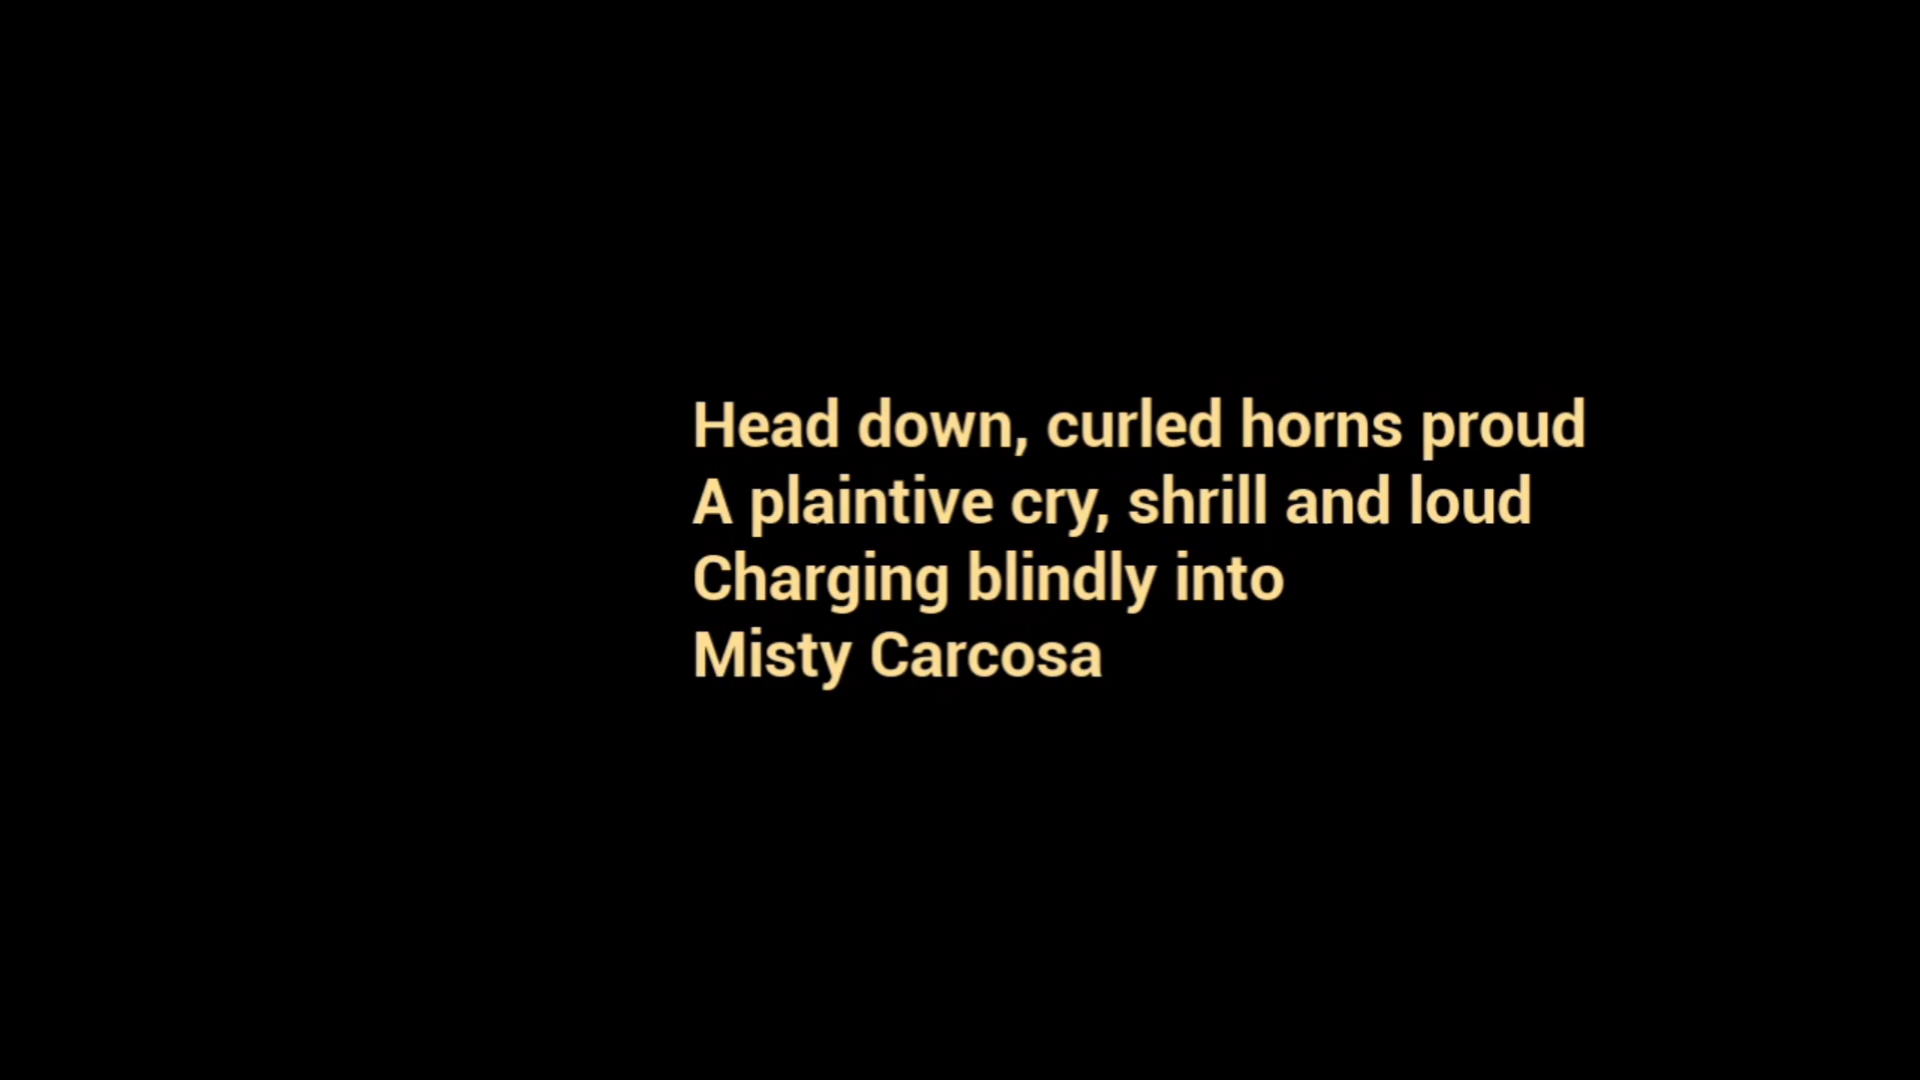 Head down, curled horns proud
A plaintive cry, shrill and loud
Charging blindly into
Misty Carcosa